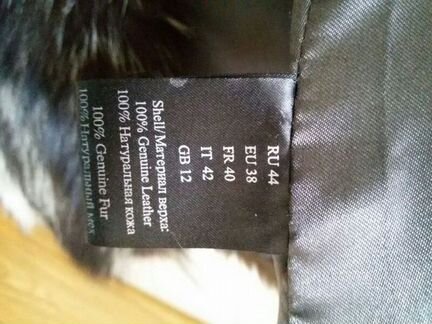 RU 44
EU 38
FR 40
IT 42
GB 12
Shell/Материал верха:
100% Genuine Leather
100% Натуральная кожа
100% Genuine Fur
100% Натуральный мех